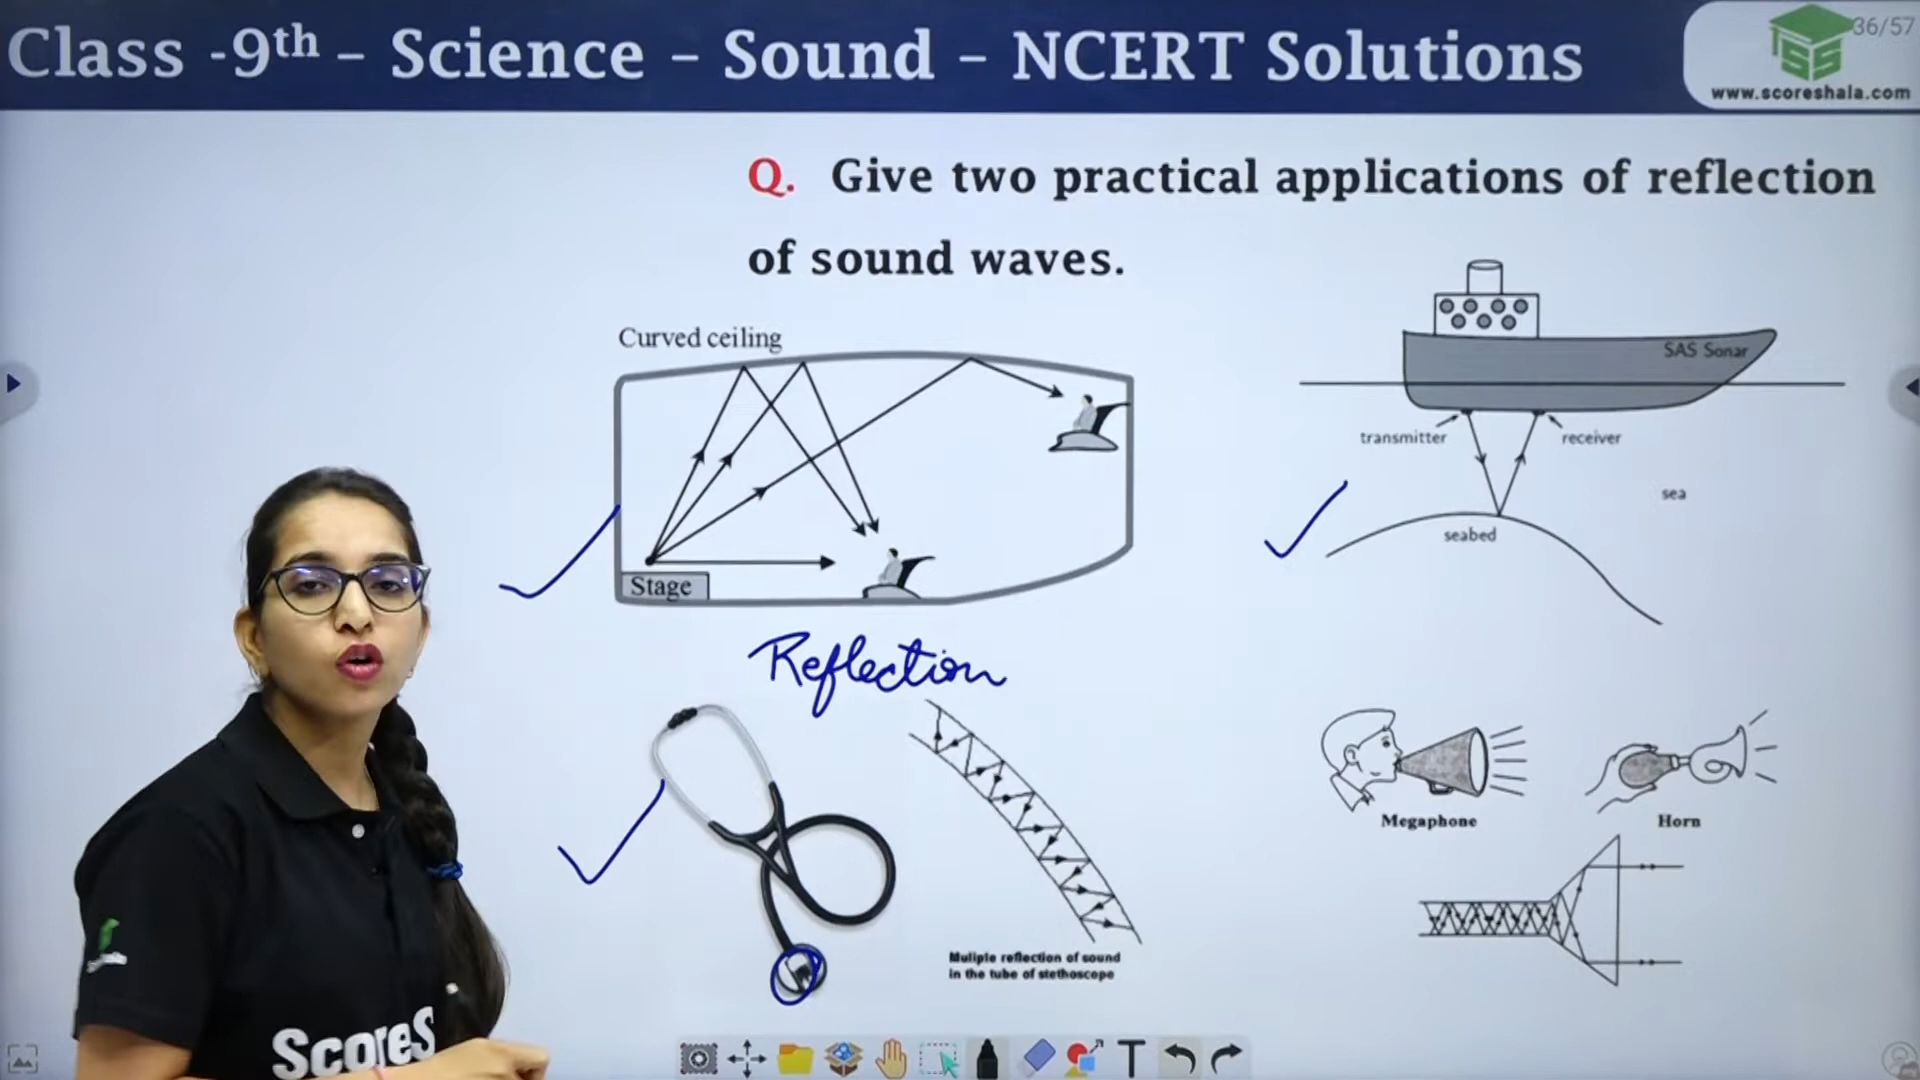 Class -9th – Science – Sound – NCERT Solutions
36/57
www.scoreshala.com
Q. Give two practical applications of reflection
of sound waves.
Curved ceiling
Stage
SAS Sonar
transmitter
receiver
sea
seabed
Reflection
Muliple reflection of sound
in the tube of stethoscope
Megaphone
Horn
ScoreS